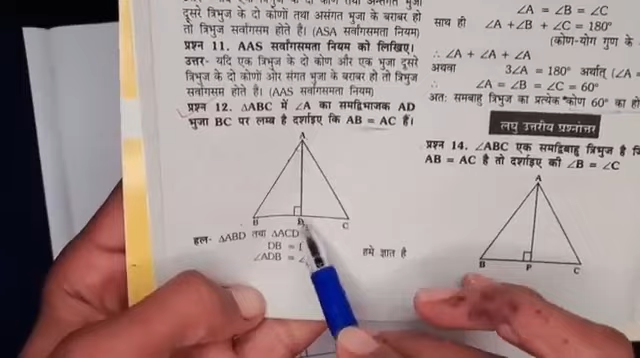 दूसरे त्रिभुज के दो कोणों तथा असंगत भुजा के बराबर हो
तो त्रिभुज सर्वांगसम होते है। (ASA सर्वांगसमता नियम)
प्रश्न 11. AAS सर्वांगसमता नियम को लिखिए।
उत्तर- यदि एक त्रिभुज के दो कोण और एक भुजा दूसरे
त्रिभुज के दो कोणों ओर संगत भुजा के बराबर हो तो त्रिभुज
सर्वांगसम होते है। (AAS सर्वांगसमता नियम)
प्रश्न 12. ΔABC में ∠A का समद्विभाजक AD
भुजा BC पर लम्ब है दर्शाइए कि AB = AC हैं।
A
B D C
हल- ΔABD तथा ΔACD
DB =
∠ADB = ∠
हमे ज्ञात है
∠A = ∠B = ∠C
साथ ही ∠A + ∠B + ∠C = 180°
(कोण-योग गुण के
∴ ∠A + ∠A + ∠A
अथवा 3∠A = 180° अर्थात् (∠A =
∴ ∠A = ∠B = ∠C = 60°
अतः समबाहु त्रिभुज का प्रत्येक कोण 60° का हो
लघु उत्तरीय प्रश्नोत्तर
प्रश्न 14. ∠ABC एक समद्विबाहु त्रिभुज है
AB = AC है तो दर्शाइए की ∠B = ∠C
A
B P C